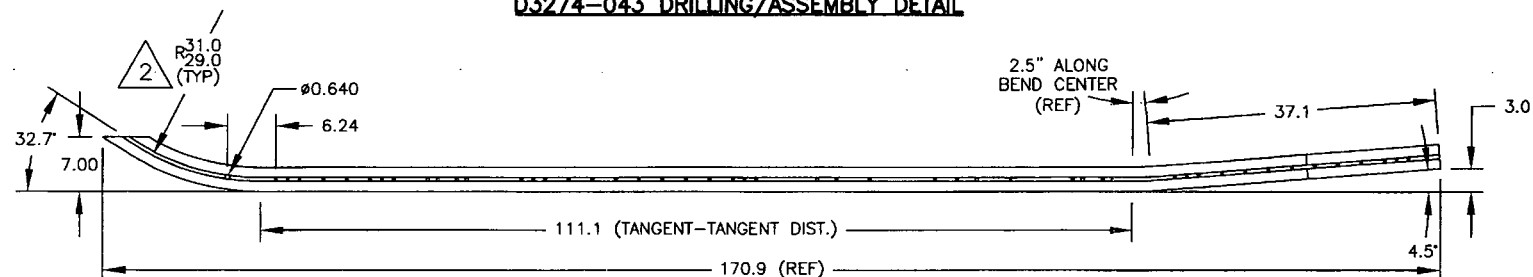 D3274-043 DRILLING/ASSEMBLY DETAIL
R31.0
29.0
(TYP)
2
ø0.640
6.24
32.7°
7.00
2.5" ALONG
BEND CENTER
(REF)
37.1
3.0
111.1 (TANGENT-TANGENT DIST.)
4.5°
170.9 (REF)